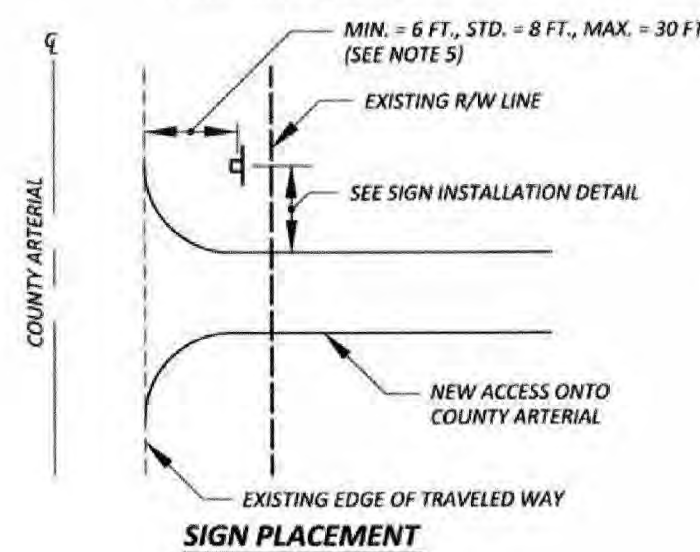 ℄
MIN. = 6 FT., STD. = 8 FT., MAX. = 30 FT
(SEE NOTE 5)
EXISTING R/W LINE
SEE SIGN INSTALLATION DETAIL
COUNTY ARTERIAL
NEW ACCESS ONTO
COUNTY ARTERIAL
EXISTING EDGE OF TRAVELED WAY
SIGN PLACEMENT